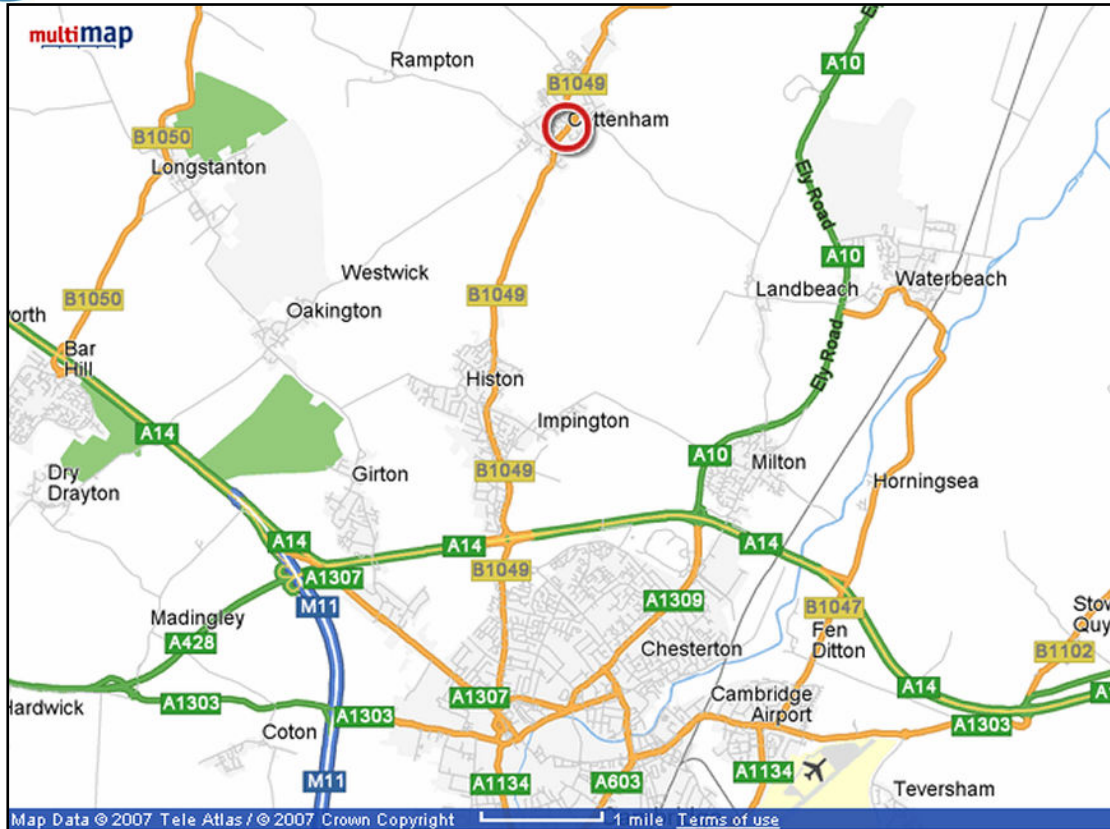 multimap
Rampton
B1049
Cottenham
A10
B1050
Longstanton
Ely Road
A10
Westwick
Waterbeach
Landbeach
B1050
B1049
Oakington
orth
Bar
Hill
Ely Road
Histon
Impington
A14
A10
Milton
Dry
Drayton
Girton
B1049
Horningsea
A14
A14
A14
B1049
A1307
M11
A1309
B1047
Madingley
Fen
Ditton
Stow
Quy
A428
Chesterton
B1102
A1307
Cambridge
Airport
A14
Hardwick
A1303
A1303
A1303
Coton
M11
A1134
A603
A1134
Teversham
Map Data © 2007 Tele Atlas / © 2007 Crown Copyright
1 mile
Terms of use